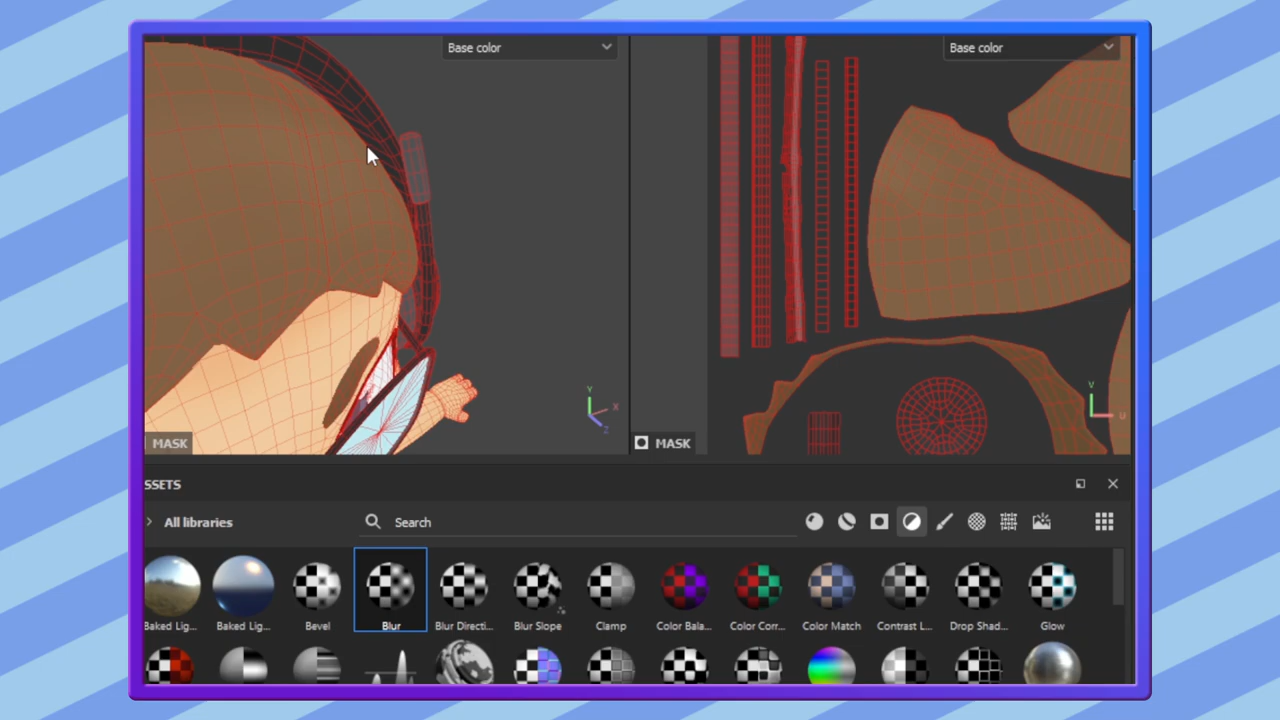 Base color
Base color
Y
X
Z
V
U
MASK
MASK
SSETS
All libraries
Search
Baked Lig...
Baked Lig...
Bevel
Blur
Blur Directi...
Blur Slope
Clamp
Color Bala...
Color Corr...
Color Match
Contrast L...
Drop Shad...
Glow